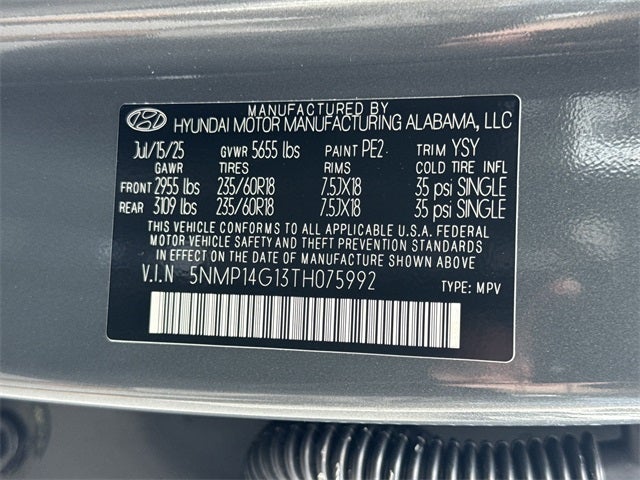 MANUFACTURED BY
HYUNDAI MOTOR MANUFACTURING ALABAMA, LLC
Jul/15/25 GVWR 5655 lbs PAINT PE2 TRIM YSY
GAWR TIRES RIMS COLD TIRE INFL
FRONT 2955 lbs 235/60R18 7.5JX18 35 psi SINGLE
REAR 3109 lbs 235/60R18 7.5JX18 35 psi SINGLE
THIS VEHICLE CONFORMS TO ALL APPLICABLE U.S.A. FEDERAL
MOTOR VEHICLE SAFETY AND THEFT PREVENTION STANDARDS
IN EFFECT ON THE DATE OF MANUFACTURE SHOWN ABOVE.
V.I.N 5NMP14G13TH075992 TYPE: MPV